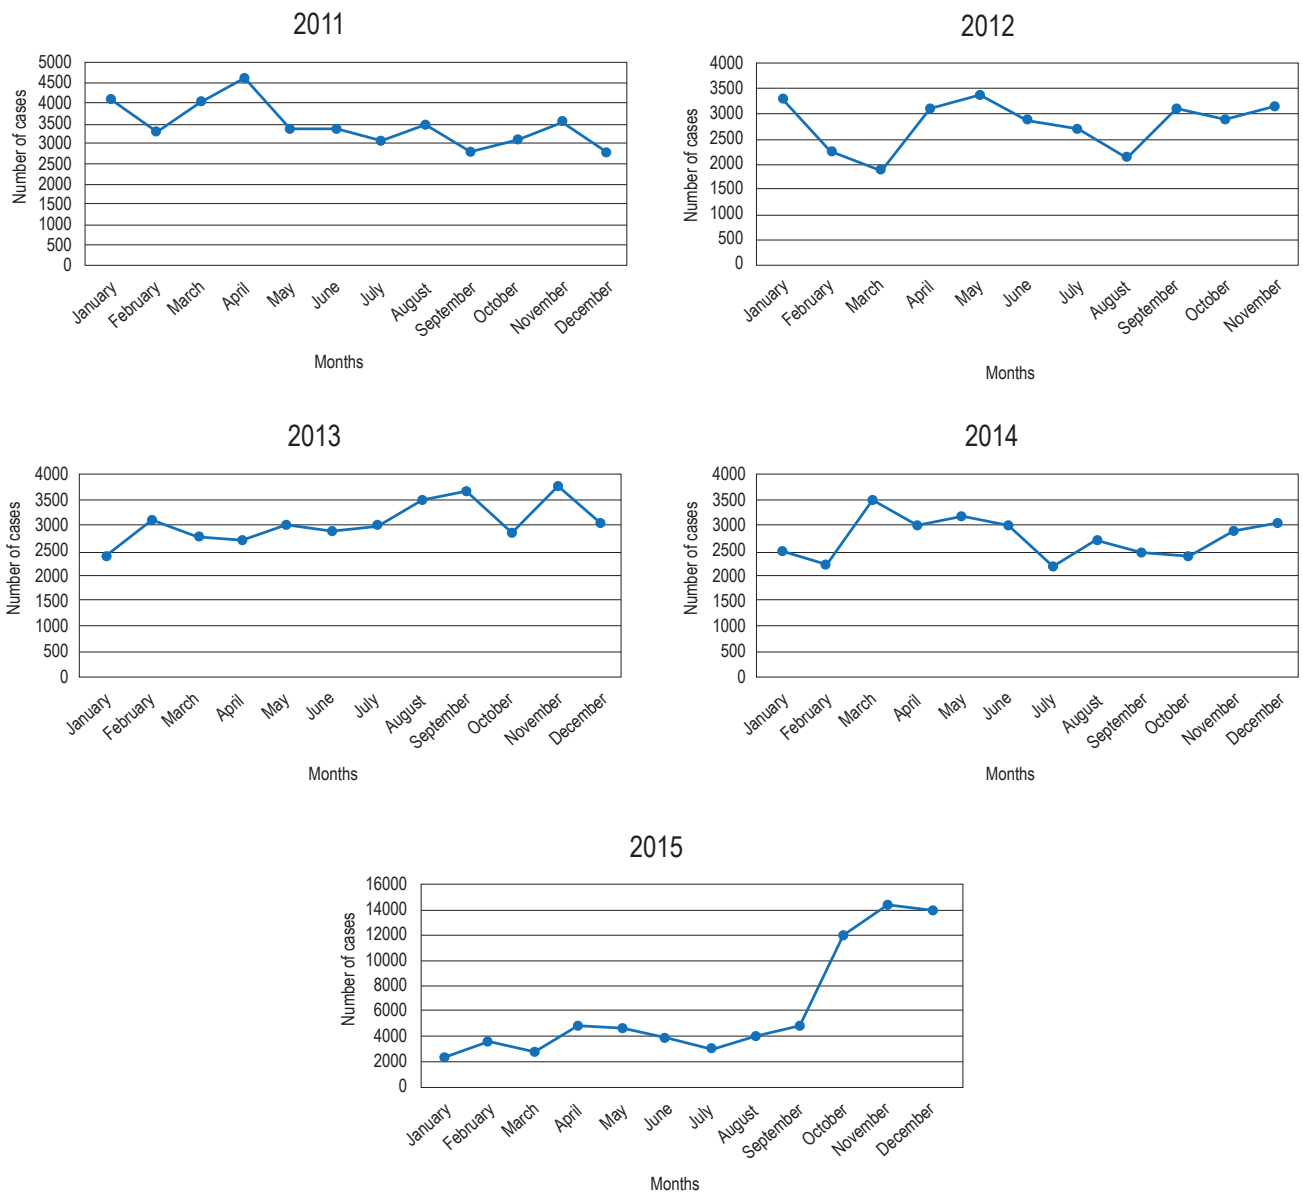 2011
Number of cases
5000
4500
4000
3500
3000
2500
2000
1500
1000
500
0
January
February
March
April
May
June
July
August
September
October
November
December
Months
2012
Number of cases
4000
3500
3000
2500
2000
1500
1000
500
0
January
February
March
April
May
June
July
August
September
October
November
Months
2013
Number of cases
4000
3500
3000
2500
2000
1500
1000
500
0
January
February
March
April
May
June
July
August
September
October
November
December
Months
2014
Number of cases
4000
3500
3000
2500
2000
1500
1000
500
0
January
February
March
April
May
June
July
August
September
October
November
December
Months
2015
Number of cases
16000
14000
12000
10000
8000
6000
4000
2000
0
January
February
March
April
May
June
July
August
September
October
November
December
Months